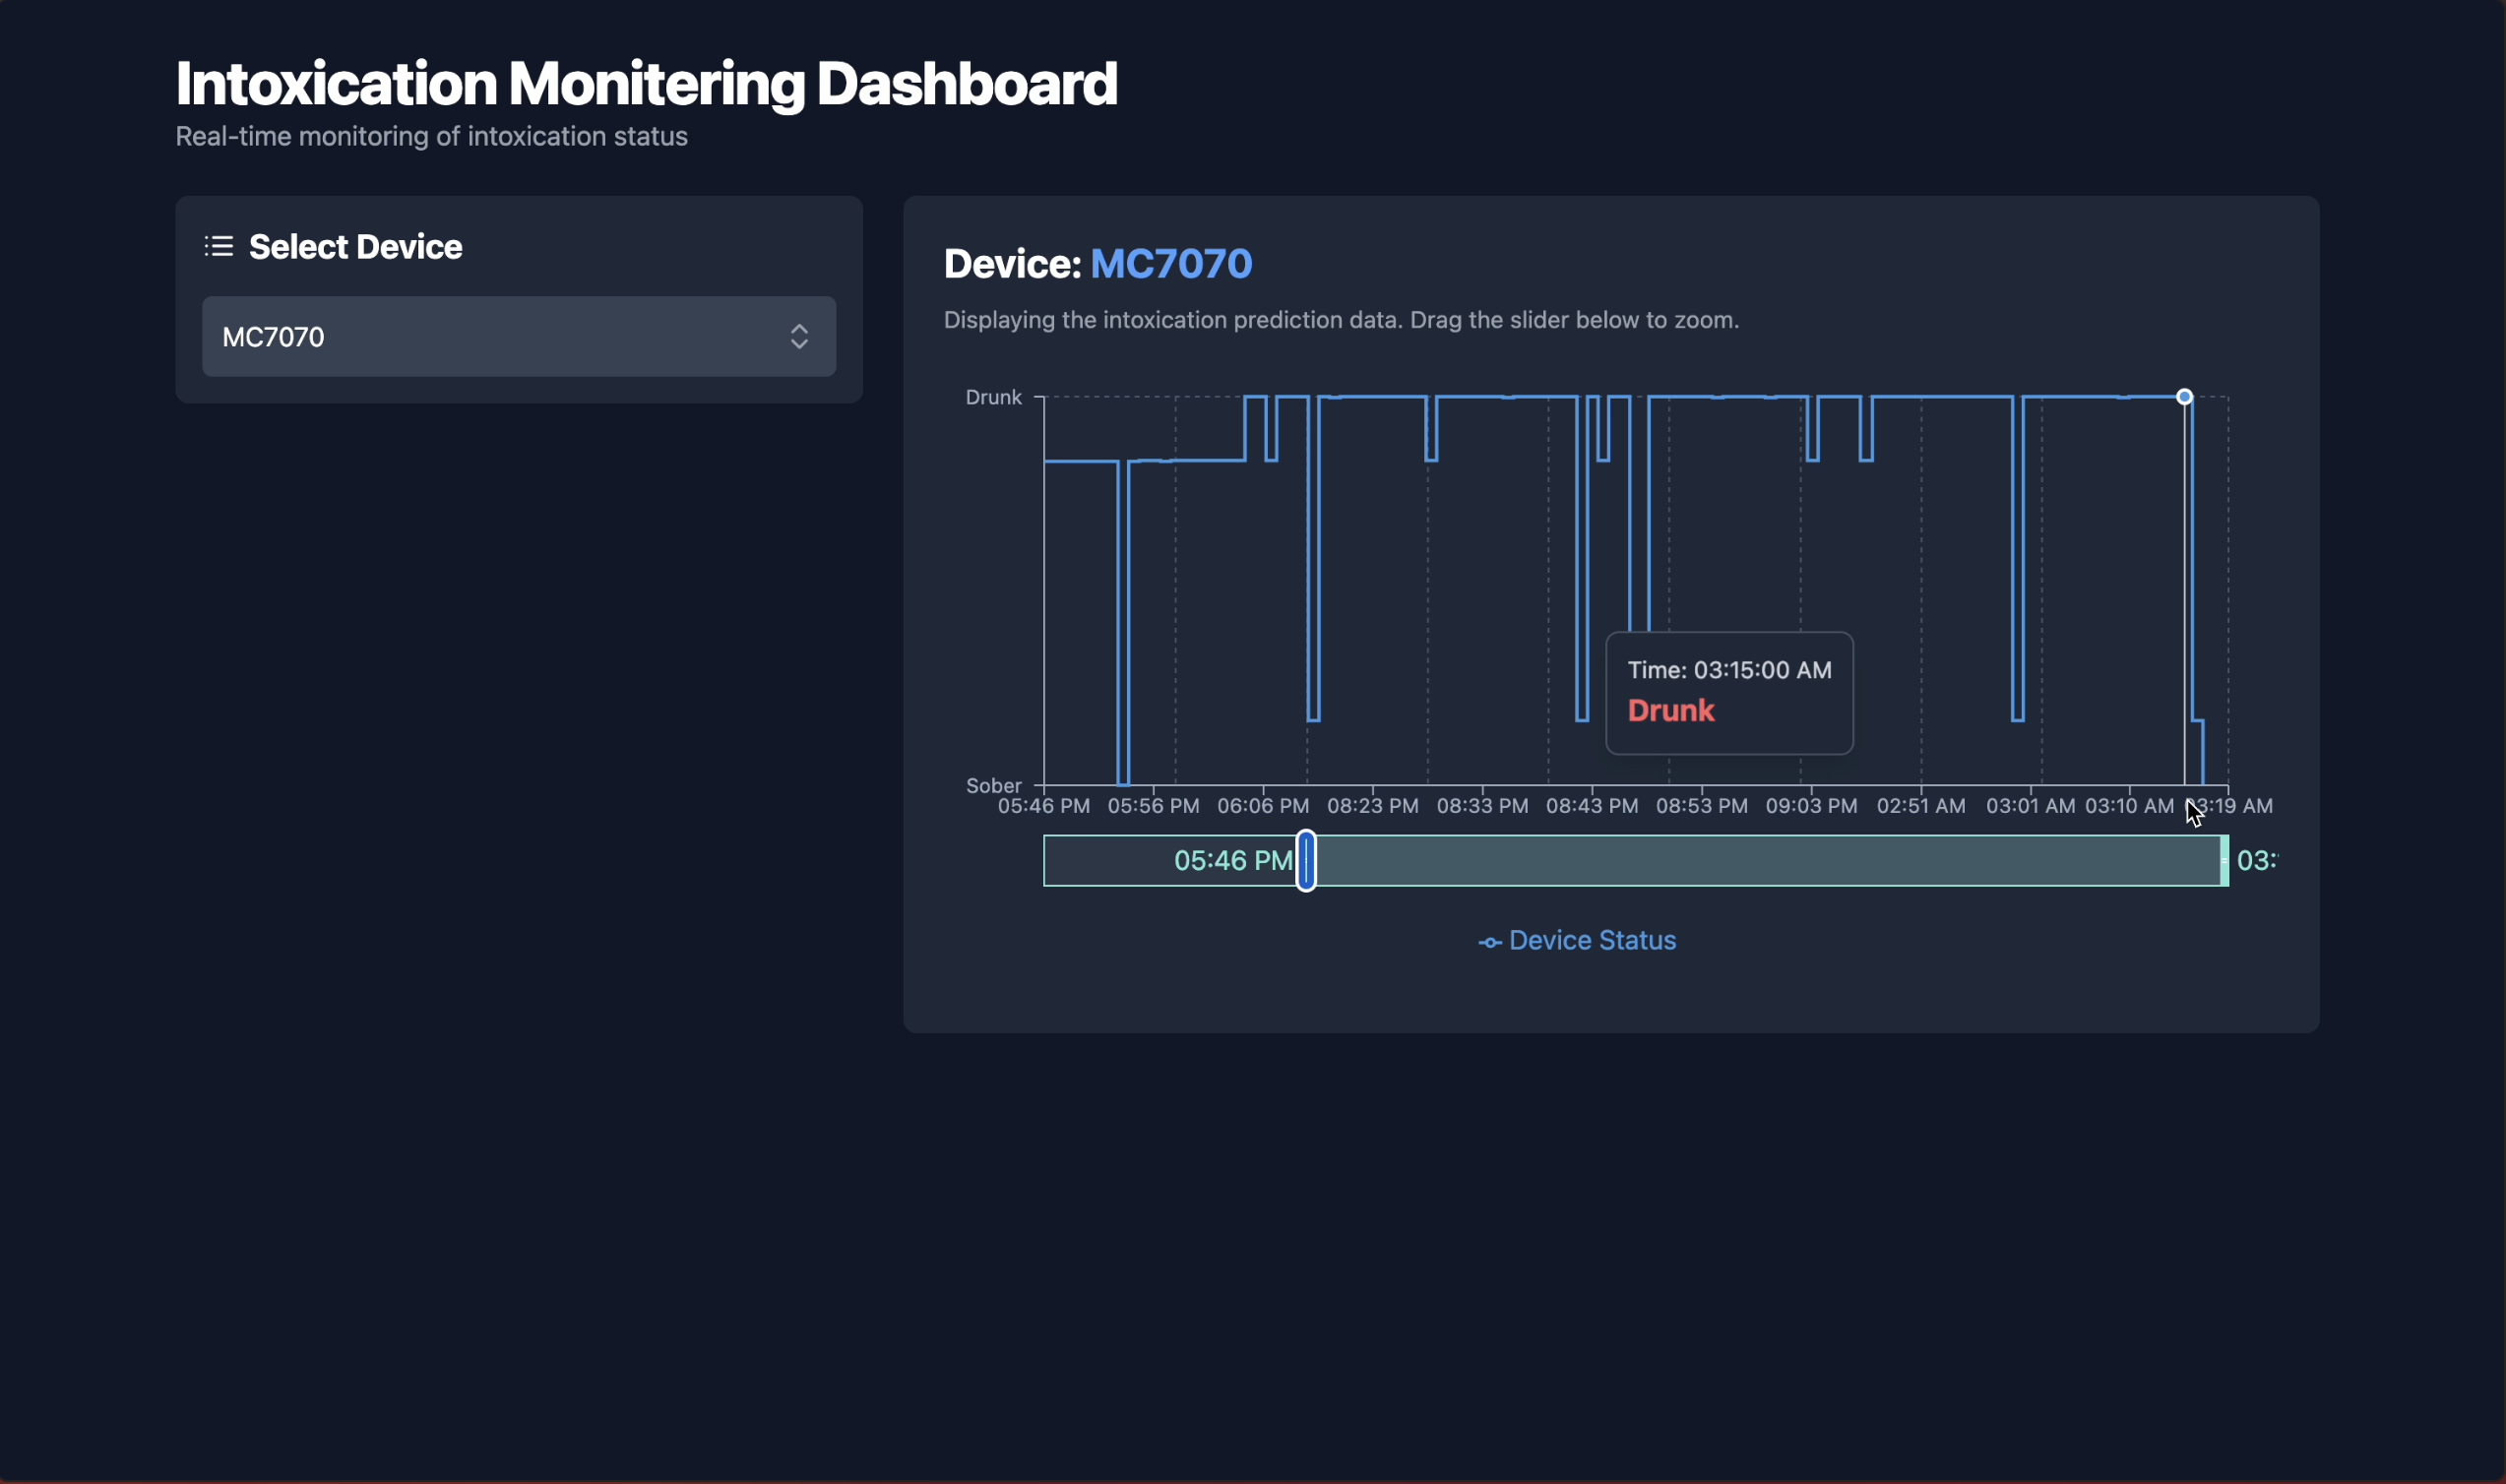 Intoxication Monitering Dashboard
Real-time monitoring of intoxication status
Select Device
MC7070
Device: MC7070
Displaying the intoxication prediction data. Drag the slider below to zoom.
Drunk
Time: 03:15:00 AM
Drunk
Sober
05:46 PM 05:56 PM 06:06 PM 08:23 PM 08:33 PM 08:43 PM 08:53 PM 09:03 PM 02:51 AM 03:01 AM 03:10 AM 03:19 AM
05:46 PM 03:
Device Status